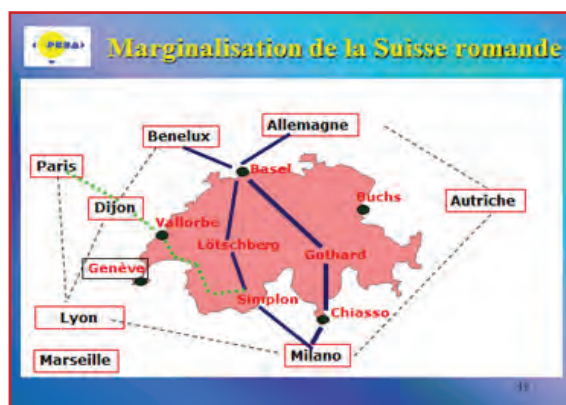 Marginalisation de la Suisse romande
Benelux
Allemagne
Paris
Basel
Dijon
Buchs
Autriche
Vallorbe
Lötschberg
Gothard
Genève
Simplon
Lyon
Chiasso
Milano
Marseille